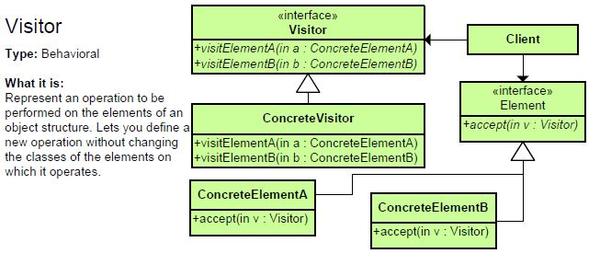 Visitor
Type: Behavioral
What it is:
Represent an operation to be
performed on the elements of an
object structure. Lets you define a
new operation without changing
the classes of the elements on
which it operates.
«interface»
Visitor
+visitElementA(in a : ConcreteElementA)
+visitElementB(in b : ConcreteElementB)
Client
«interface»
Element
+accept(in v : Visitor)
ConcreteVisitor
+visitElementA(in a : ConcreteElementA)
+visitElementB(in b : ConcreteElementB)
ConcreteElementA
+accept(in v : Visitor)
ConcreteElementB
+accept(in v : Visitor)